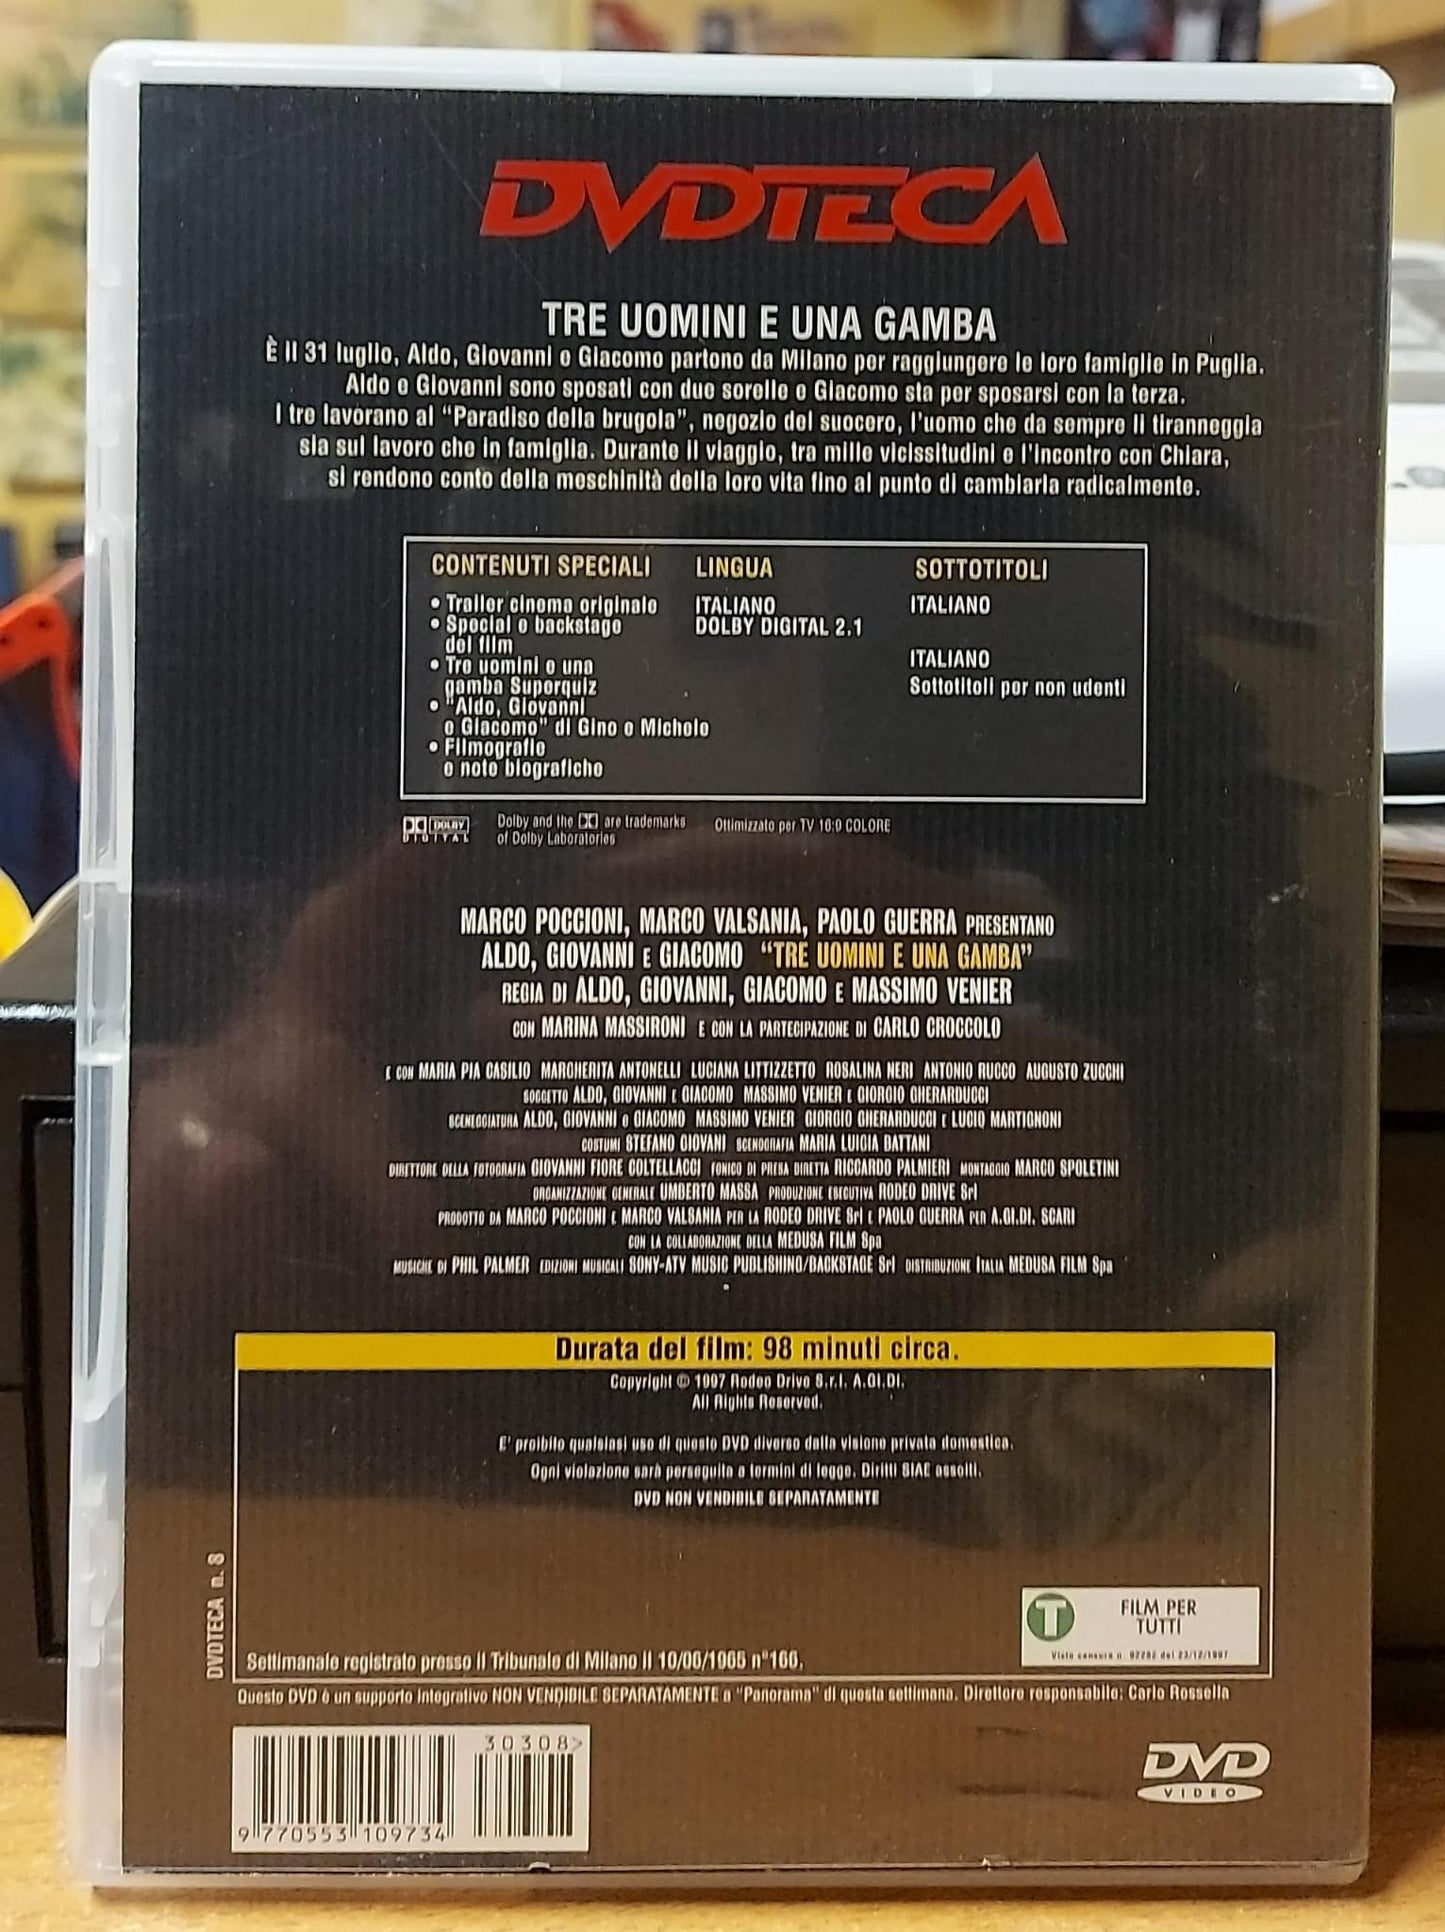 DVDTECA
TRE UOMINI E UNA GAMBA
È il 31 luglio, Aldo, Giovanni e Giacomo partono da Milano per raggiungere le loro famiglie in Puglia.
Aldo e Giovanni sono sposati con due sorelle e Giacomo sta per sposarsi con la terza.
I tre lavorano al "Paradiso della brugola", negozio del suocero, l'uomo che da sempre li tiranneggia
sia sul lavoro che in famiglia. Durante il viaggio, tra mille vicissitudini e l'incontro con Chiara,
si rendono conto della meschinità della loro vita fino al punto di cambiarla radicalmente.
CONTENUTI SPECIALI
• Trailer cinema originale
• Special e backstage
del film
• Tre uomini e una
gamba Superquiz
• "Aldo, Giovanni
e Giacomo" di Gino e Michele
• Filmografie
e note biografiche
LINGUA
ITALIANO
DOLBY DIGITAL 2.1
SOTTOTITOLI
ITALIANO
ITALIANO
Sottotitoli per non udenti
DOLBY
DIGITAL
Dolby and the are trademarks
of Dolby Laboratories
Ottimizzato per TV 16:9 COLORE
MARCO POCCIONI, MARCO VALSANIA, PAOLO GUERRA PRESENTANO
ALDO, GIOVANNI E GIACOMO "TRE UOMINI E UNA GAMBA"
REGIA DI ALDO, GIOVANNI, GIACOMO E MASSIMO VENIER
CON MARINA MASSIRONI E CON LA PARTECIPAZIONE DI CARLO CROCCOLO
E CON MARIA PIA CASILIO MARGHERITA ANTONELLI LUCIANA LITTIZZETTO ROSALINA NERI ANTONIO RUCCO AUGUSTO ZUCCHI
SOGGETTO ALDO, GIOVANNI E GIACOMO MASSIMO VENIER E GIORGIO GHERARDUCCI
SCENEGGIATURA ALDO, GIOVANNI e GIACOMO MASSIMO VENIER GIORGIO GHERARDUCCI E LUCIO MARTIGNONI
COSTUMI STEFANO GIOVANI SCENOGRAFIA MARIA LUIGIA BATTANI
DIRETTORE DELLA FOTOGRAFIA GIOVANNI FIORE COLTELLACCI FONICO DI PRESA DIRETTA RICCARDO PALMIERI MONTAGGIO MARCO SPOLETINI
ORGANIZZAZIONE GENERALE UMBERTO MASSA PRODUZIONE ESECUTIVA RODEO DRIVE Srl
PRODOTTO DA MARCO POCCIONI E MARCO VALSANIA PER LA RODEO DRIVE Srl E PAOLO GUERRA PER A.GI.DI. SCARl
CON LA COLLABORAZIONE DELLA MEDUSA FILM Spa
MUSICHE DI PHIL PALMER EDIZIONI MUSICALI SONY-ATV MUSIC PUBLISHING/BACKSTAGE Srl DISTRIBUZIONE ITALIA MEDUSA FILM Spa
Durata del film: 98 minuti circa.
Copyright © 1997 Rodeo Drive S.r.l. A.GI.DI.
All Rights Reserved.
E' proibito qualsiasi uso di questo DVD diverso dalla visione privata domestica.
Ogni violazione sarà perseguita a termini di legge. Diritti SIAE assolti.
DVD NON VENDIBILE SEPARATAMENTE
DVDTECA n. 8
T FILM PER
TUTTI
Visto censura n. 92282 del 23/12/1997
Settimanale registrato presso il Tribunale di Milano il 10/06/1965 n°166.
Questo DVD è un supporto integrativo NON VENDIBILE SEPARATAMENTE a "Panorama" di questa settimana. Direttore responsabile: Carlo Rossella
30308>
9 770553 109734
DVD
VIDEO